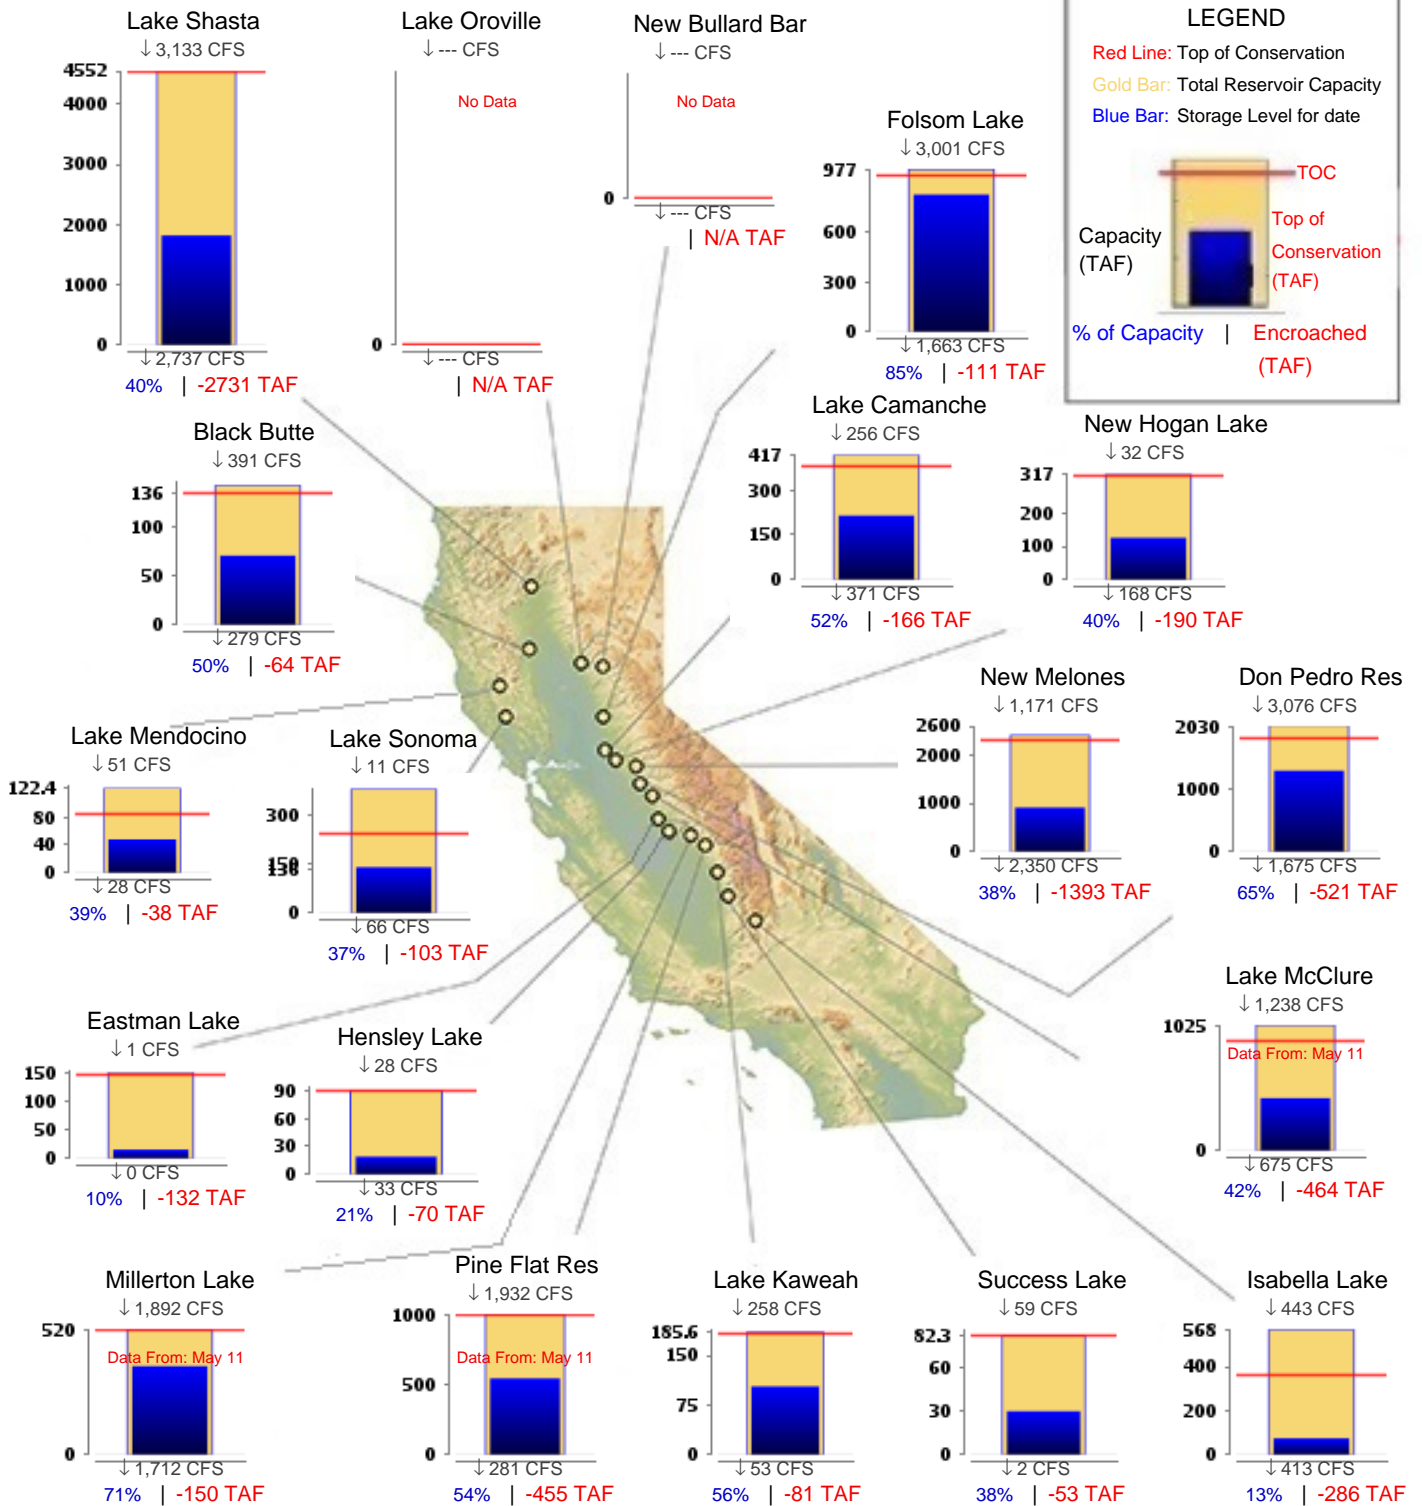 Lake Shasta
↓ 3,133 CFS
4552
4000
3000
2000
1000
0
↓ 2,737 CFS
40% | -2731 TAF
Lake Oroville
↓ --- CFS
No Data
0
↓ --- CFS
| N/A TAF
New Bullard Bar
↓ --- CFS
No Data
0
↓ --- CFS
| N/A TAF
Folsom Lake
↓ 3,001 CFS
977
600
300
0
↓ 1,663 CFS
85% | -111 TAF
LEGEND
Red Line: Top of Conservation
Gold Bar: Total Reservoir Capacity
Blue Bar: Storage Level for date
TOC
Capacity
(TAF)
Top of
Conservation
(TAF)
% of Capacity | Encroached
(TAF)
Black Butte
↓ 391 CFS
136
100
50
0
↓ 279 CFS
50% | -64 TAF
Lake Camanche
↓ 256 CFS
417
300
150
0
↓ 371 CFS
52% | -166 TAF
New Hogan Lake
↓ 32 CFS
317
200
100
0
↓ 168 CFS
40% | -190 TAF
Lake Mendocino
↓ 51 CFS
122.4
80
40
0
↓ 28 CFS
39% | -38 TAF
Lake Sonoma
↓ 11 CFS
300
150
138
0
↓ 66 CFS
37% | -103 TAF
New Melones
↓ 1,171 CFS
2600
2000
1000
0
↓ 2,350 CFS
38% | -1393 TAF
Don Pedro Res
↓ 3,076 CFS
2030
1000
0
↓ 1,675 CFS
65% | -521 TAF
Eastman Lake
↓ 1 CFS
150
100
50
0
↓ 0 CFS
10% | -132 TAF
Hensley Lake
↓ 28 CFS
90
60
30
0
↓ 33 CFS
21% | -70 TAF
Lake McClure
↓ 1,238 CFS
1025
Data From: May 11
0
↓ 675 CFS
42% | -464 TAF
Millerton Lake
↓ 1,892 CFS
520
Data From: May 11
0
↓ 1,712 CFS
71% | -150 TAF
Pine Flat Res
↓ 1,932 CFS
1000
Data From: May 11
500
0
↓ 281 CFS
54% | -455 TAF
Lake Kaweah
↓ 258 CFS
185.6
150
75
0
↓ 53 CFS
56% | -81 TAF
Success Lake
↓ 59 CFS
82.3
60
30
0
↓ 2 CFS
38% | -53 TAF
Isabella Lake
↓ 443 CFS
568
400
200
0
↓ 413 CFS
13% | -286 TAF